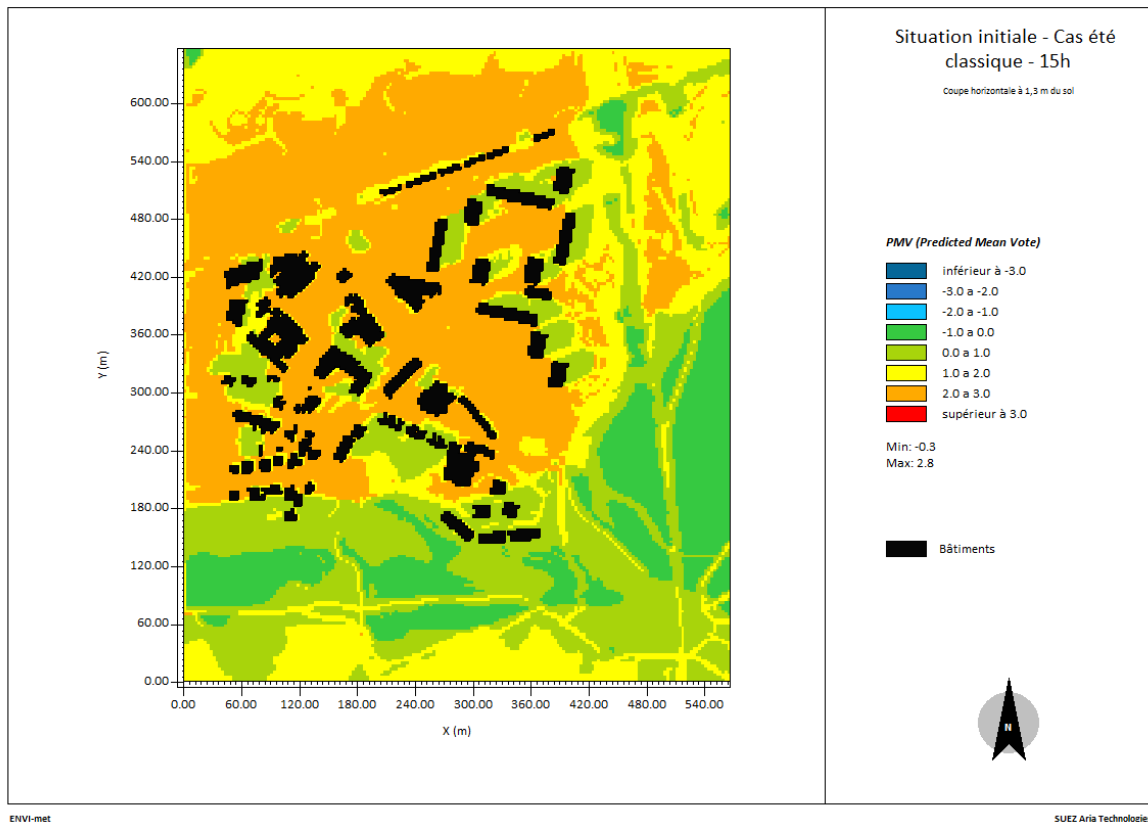 Situation initiale - Cas été
classique - 15h
Coupe horizontale à 1,3 m du sol
600.00
540.00
480.00
420.00
360.00
300.00
240.00
180.00
120.00
60.00
0.00
Y (m)
0.00 60.00 120.00 180.00 240.00 300.00 360.00 420.00 480.00 540.00
X (m)
PMV (Predicted Mean Vote)
inférieur à -3.0
-3.0 a -2.0
-2.0 a -1.0
-1.0 a 0.0
0.0 a 1.0
1.0 a 2.0
2.0 a 3.0
supérieur à 3.0
Min: -0.3
Max: 2.8
Bâtiments
N
ENVI-met
SUEZ Aria Technologie